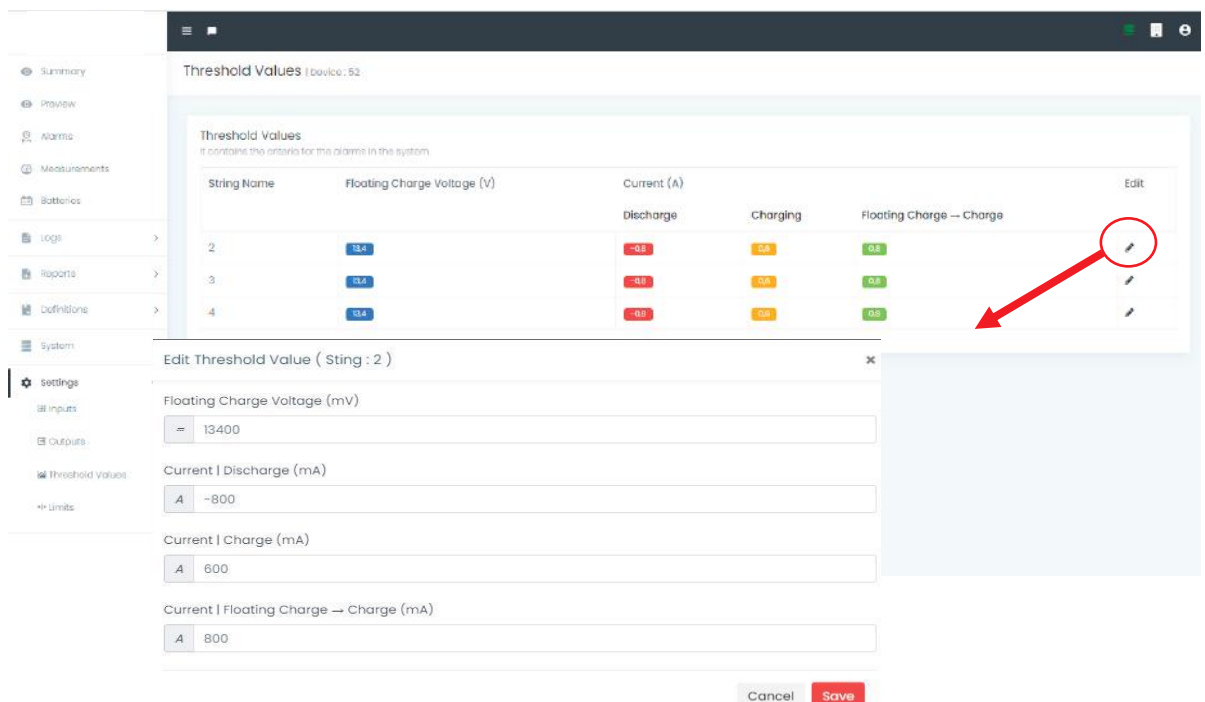 Threshold Values | Device : 52
Summary
Preview
Alarms
Measurements
Batteries
Logs
Reports
Definitions
System
Settings
Inputs
Outputs
Threshold Values
Limits
Threshold Values
It contains the criteria for the alarms in the system
String Name Floating Charge Voltage (V) Current (A) Edit
Discharge Charging Floating Charge → Charge
2 13,4 -0,8 0,6 0,8
3 13,4 -0,8 0,6 0,8
4 13,4 -0,8 0,6 0,8
Edit Threshold Value ( Sting : 2 ) ×
Floating Charge Voltage (mV)
= 13400
Current | Discharge (mA)
A -800
Current | Charge (mA)
A 600
Current | Floating Charge → Charge (mA)
A 800
Cancel Save